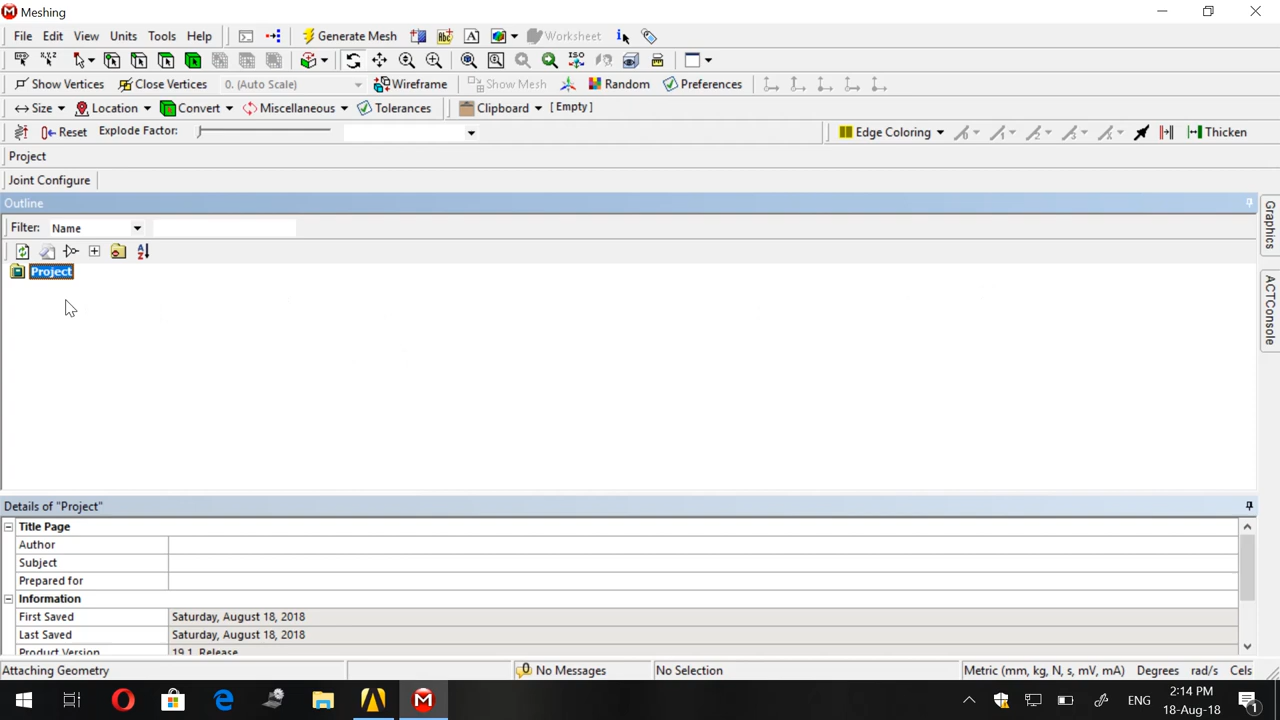 Meshing
File Edit View Units Tools Help Generate Mesh Worksheet
Show Vertices Close Vertices 0. (Auto Scale) Wireframe Show Mesh Random Preferences
Size Location Convert Miscellaneous Tolerances Clipboard [ Empty ]
Reset Explode Factor: Edge Coloring Thicken
Project
Joint Configure
Outline
Filter: Name
Project
Graphics
ACTConsole
Details of "Project"
Title Page
Author
Subject
Prepared for
Information
First Saved Saturday, August 18, 2018
Last Saved Saturday, August 18, 2018
Product Version 19.1 Release
Attaching Geometry 0 No Messages No Selection Metric (mm, kg, N, s, mV, mA) Degrees rad/s Cels
ENG 2:14 PM
18-Aug-18